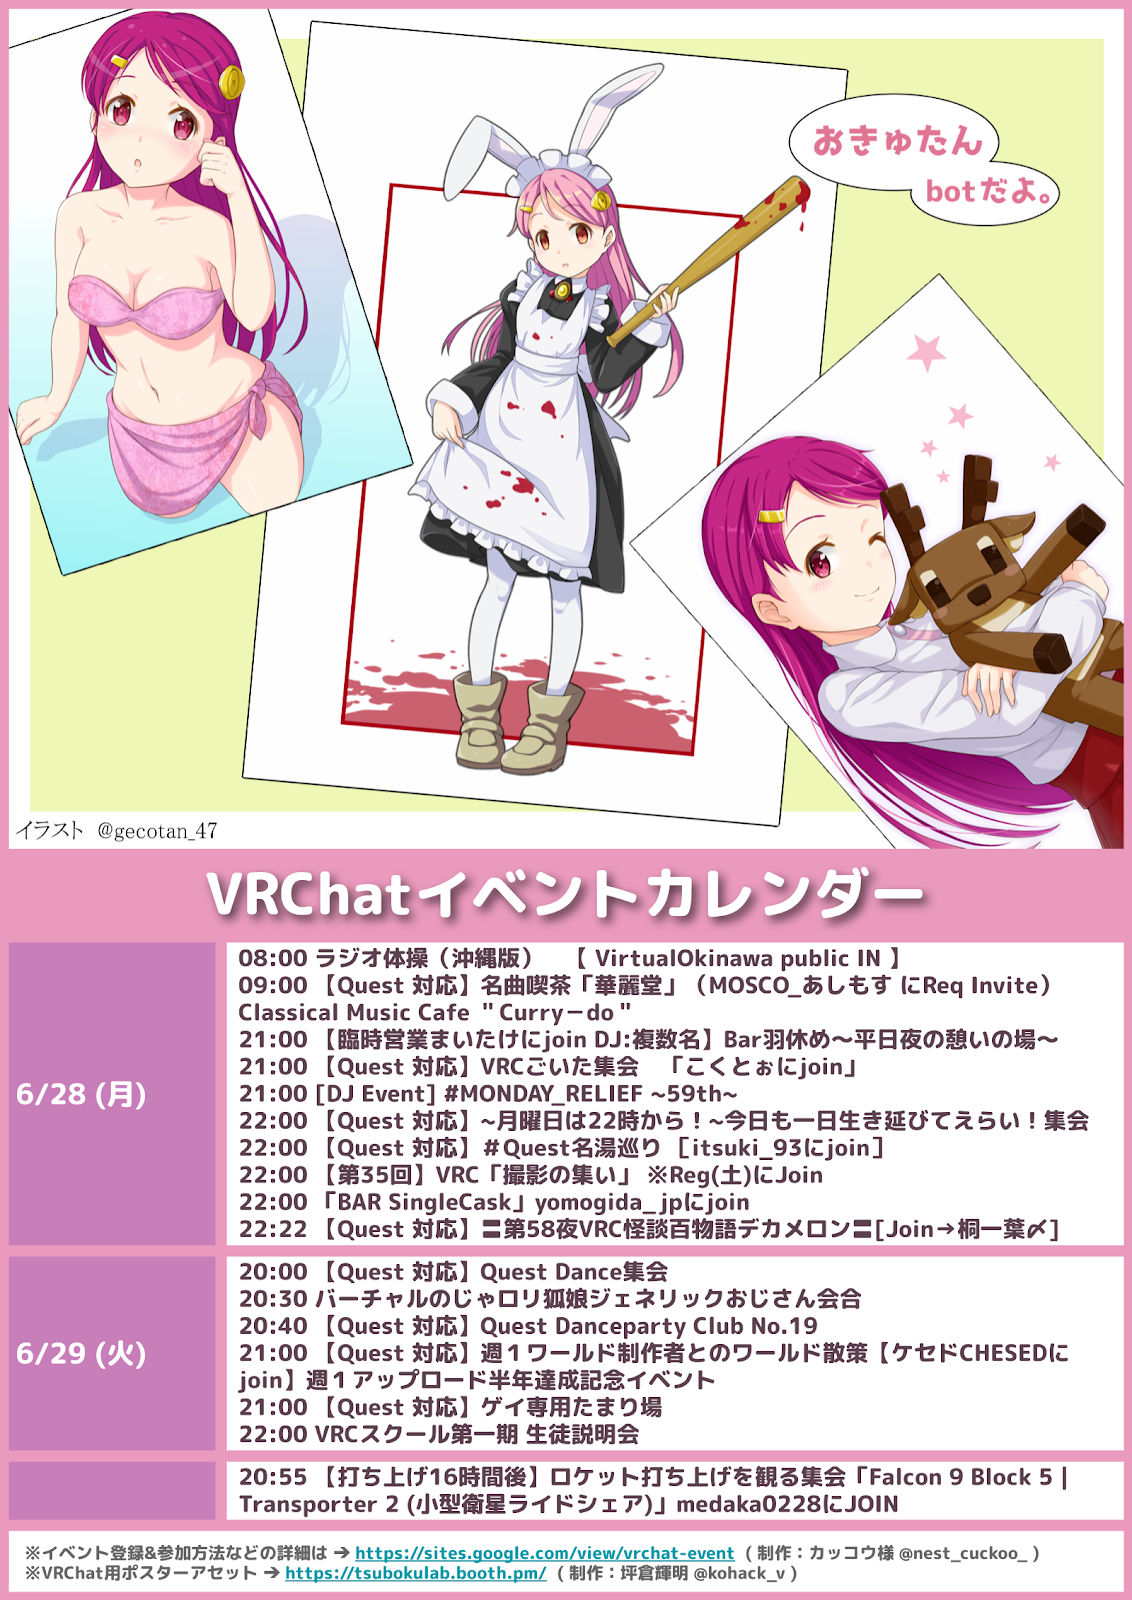 おきゅたん
botだよ。
イラスト @gecotan_47
VRChatイベントカレンダー
6/28 (月)
08:00 ラジオ体操（沖縄版）　【 VirtualOkinawa public IN 】
09:00 【Quest 対応】名曲喫茶「華麗堂」（MOSCO_あしもす にReq Invite）
Classical Music Cafe ＂Curry－do＂
21:00 【臨時営業まいたけにjoin DJ:複数名】Bar羽休め～平日夜の憩いの場～
21:00 【Quest 対応】VRCごいた集会　「こくとぉにjoin」
21:00 [DJ Event] #MONDAY_RELIEF ~59th~
22:00 【Quest 対応】~月曜日は22時から！~今日も一日生き延びてえらい！集会
22:00 【Quest 対応】＃Quest名湯巡り ［itsuki_93にjoin］
22:00 【第35回】VRC「撮影の集い」 ※Reg(土)にJoin
22:00 「BAR SingleCask」yomogida_jpにjoin
22:22 【Quest 対応】〓第58夜VRC怪談百物語デカメロン〓[Join→桐一葉〆]
6/29 (火)
20:00 【Quest 対応】Quest Dance集会
20:30 バーチャルのじゃロリ狐娘ジェネリックおじさん会合
20:40 【Quest 対応】Quest Danceparty Club No.19
21:00 【Quest 対応】週１ワールド制作者とのワールド散策【ケセドCHESEDに
join】週１アップロード半年達成記念イベント
21:00 【Quest 対応】ゲイ専用たまり場
22:00 VRCスクール第一期 生徒説明会
20:55 【打ち上げ16時間後】ロケット打ち上げを観る集会「Falcon 9 Block 5 |
Transporter 2 (小型衛星ライドシェア)」medaka0228にJOIN
※イベント登録&参加方法などの詳細は ➔ https://sites.google.com/view/vrchat-event ( 制作：カッコウ様 @nest_cuckoo_ )
※VRChat用ポスターアセット ➔ https://tsubokulab.booth.pm/ ( 制作：坪倉輝明 @kohack_v )